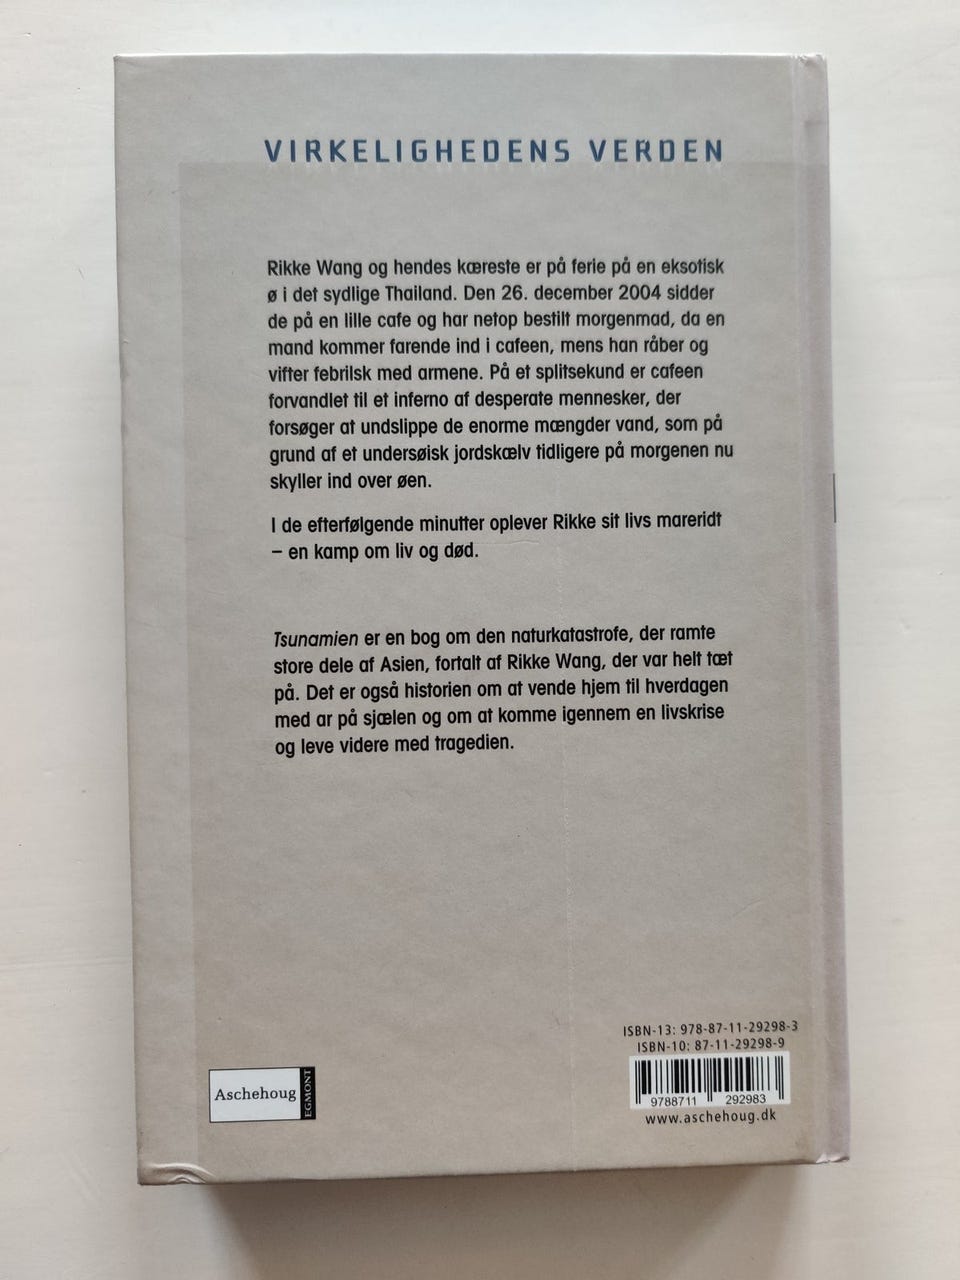 VIRKELIGHEDENS VERDEN
Rikke Wang og hendes kæreste er på ferie på en eksotisk
ø i det sydlige Thailand. Den 26. december 2004 sidder
de på en lille cafe og har netop bestilt morgenmad, da en
mand kommer farende ind i cafeen, mens han råber og
vifter febrilsk med armene. På et splitsekund er cafeen
forvandlet til et inferno af desperate mennesker, der
forsøger at undslippe de enorme mængder vand, som på
grund af et undersøisk jordskælv tidligere på morgenen nu
skyller ind over øen.
I de efterfølgende minutter oplever Rikke sit livs mareridt
– en kamp om liv og død.
Tsunamien er en bog om den naturkatastrofe, der ramte
store dele af Asien, fortalt af Rikke Wang, der var helt tæt
på. Det er også historien om at vende hjem til hverdagen
med ar på sjælen og om at komme igennem en livskrise
og leve videre med tragedien.
ISBN-13: 978-87-11-29298-3
ISBN-10: 87-11-29298-9
9788711 292983
www.aschehoug.dk
Aschehoug
EGMONT